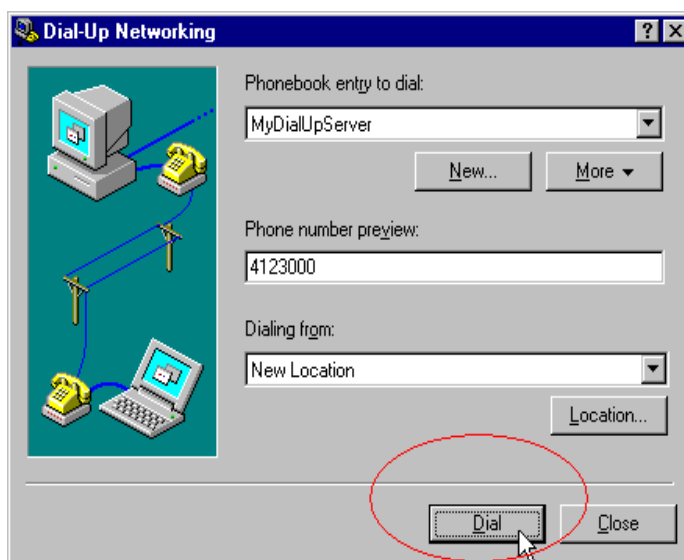 Dial-Up Networking
Phonebook entry to dial:
MyDialUpServer
New... More
Phone number preview:
4123000
Dialing from:
New Location
Location...
Dial Close